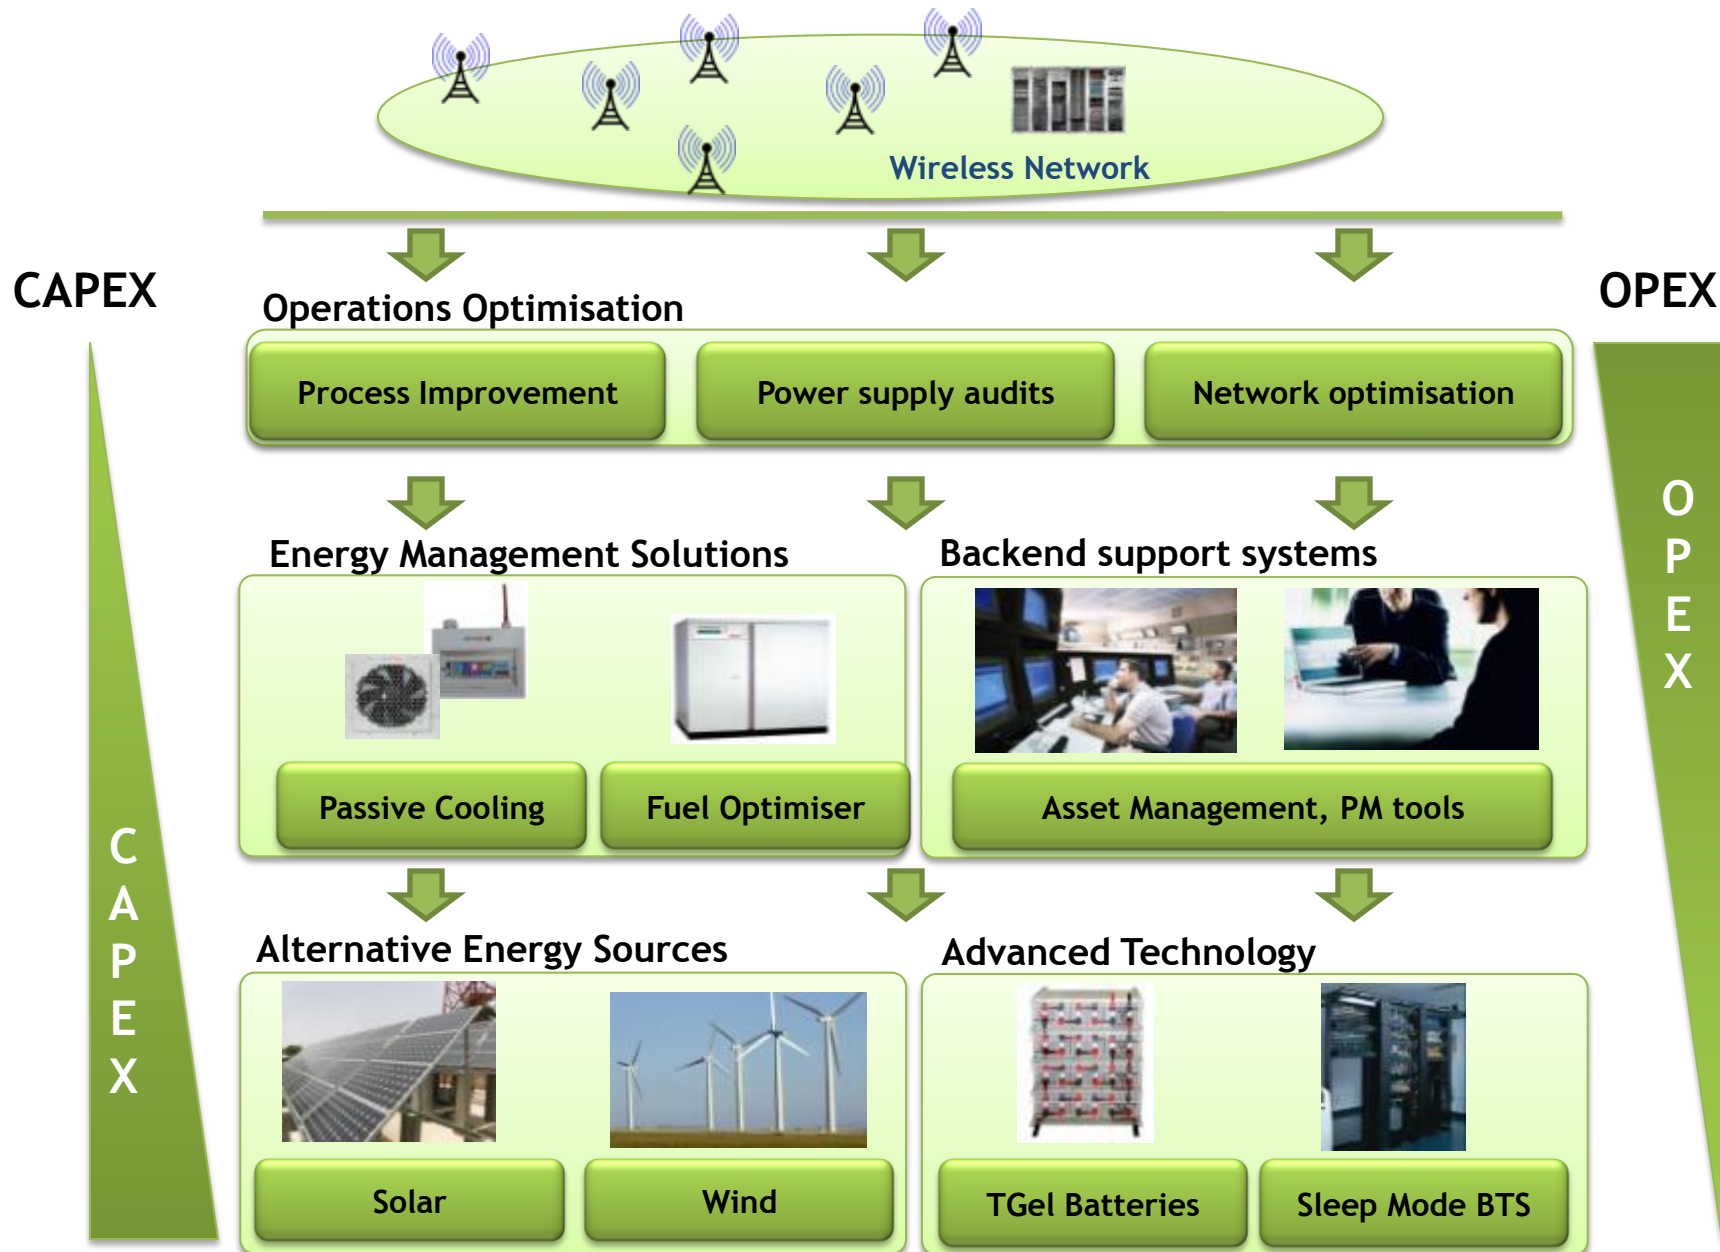 Wireless Network
CAPEX
OPEX
Operations Optimisation
Process Improvement
Power supply audits
Network optimisation
Energy Management Solutions
Backend support systems
Passive Cooling
Fuel Optimiser
Asset Management, PM tools
Alternative Energy Sources
Advanced Technology
Solar
Wind
TGel Batteries
Sleep Mode BTS
C
A
P
E
X
O
P
E
X